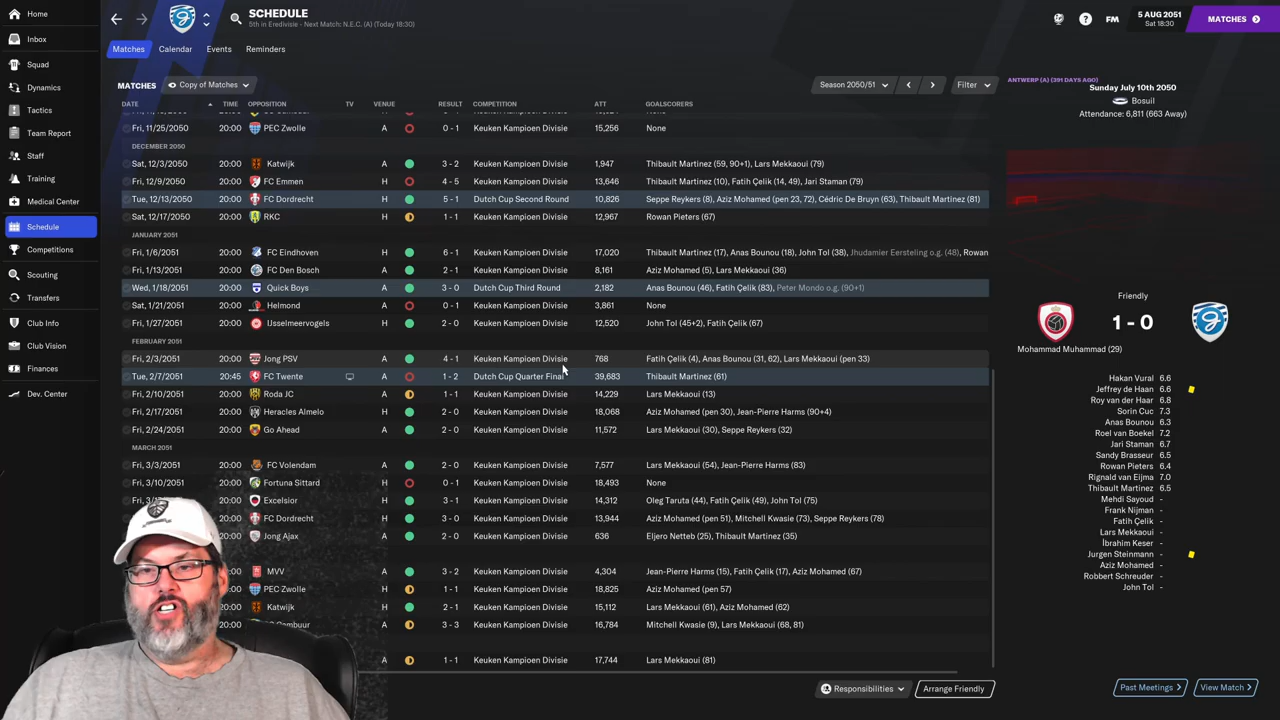 Home
SCHEDULE
5th in Eredivisie - Next Match: N.E.C. (A) (Today 18:30)
FM
5 AUG 2051
Sat 18:30
MATCHES
Inbox
Matches
Calendar
Events
Reminders
Squad
Dynamics
Tactics
Team Report
Staff
Training
Medical Center
Schedule
Competitions
Scouting
Transfers
Club Info
Club Vision
Finances
Dev. Center
MATCHES
Copy of Matches
Season 2050/51
Filter
DATE TIME OPPOSITION TV VENUE RESULT COMPETITION ATT GOALSCORERS
Fri, 11/25/2050 20:00 PEC Zwolle A 0 - 1 Keuken Kampioen Divisie 15,256 None
DECEMBER 2050
Sat, 12/3/2050 20:00 Katwijk A 3 - 2 Keuken Kampioen Divisie 1,947 Thibault Martinez (59, 90+1), Lars Mekkaoui (79)
Fri, 12/9/2050 20:00 FC Emmen H 4 - 5 Keuken Kampioen Divisie 13,646 Thibault Martinez (10), Fatih Çelik (14, 49), Jari Staman (79)
Tue, 12/13/2050 20:00 FC Dordrecht H 5 - 1 Dutch Cup Second Round 10,826 Seppe Reykers (8), Aziz Mohamed (pen 23, 72), Cédric De Bruyn (63), Thibault Martinez (81)
Sat, 12/17/2050 20:00 RKC H 1 - 1 Keuken Kampioen Divisie 12,967 Rowan Pieters (67)
JANUARY 2051
Fri, 1/6/2051 20:00 FC Eindhoven H 6 - 1 Keuken Kampioen Divisie 17,020 Thibault Martinez (17), Anas Bounou (18), John Tol (38), Jhudamier Eersteling o.g. (48), Rowan
Fri, 1/13/2051 20:00 FC Den Bosch A 2 - 1 Keuken Kampioen Divisie 8,161 Aziz Mohamed (5), Lars Mekkaoui (36)
Wed, 1/18/2051 20:00 Quick Boys A 3 - 0 Dutch Cup Third Round 2,182 Anas Bounou (46), Fatih Çelik (83), Peter Mondo o.g. (90+1)
Sat, 1/21/2051 20:00 Helmond A 0 - 1 Keuken Kampioen Divisie 3,861 None
Fri, 1/27/2051 20:00 IJsselmeervogels H 2 - 0 Keuken Kampioen Divisie 12,520 John Tol (45+2), Fatih Çelik (67)
FEBRUARY 2051
Fri, 2/3/2051 20:00 Jong PSV A 4 - 1 Keuken Kampioen Divisie 768 Fatih Çelik (4), Anas Bounou (31, 62), Lars Mekkaoui (pen 33)
Tue, 2/7/2051 20:45 FC Twente A 1 - 2 Dutch Cup Quarter Final 39,683 Thibault Martinez (61)
Fri, 2/10/2051 20:00 Roda JC A 1 - 1 Keuken Kampioen Divisie 14,229 Lars Mekkaoui (13)
Fri, 2/17/2051 20:00 Heracles Almelo H 2 - 0 Keuken Kampioen Divisie 18,068 Aziz Mohamed (pen 30), Jean-Pierre Harms (90+4)
Fri, 2/24/2051 20:00 Go Ahead A 2 - 0 Keuken Kampioen Divisie 11,572 Lars Mekkaoui (30), Seppe Reykers (32)
MARCH 2051
Fri, 3/3/2051 20:00 FC Volendam A 2 - 0 Keuken Kampioen Divisie 7,577 Lars Mekkaoui (54), Jean-Pierre Harms (83)
Fri, 3/10/2051 20:00 Fortuna Sittard H 0 - 1 Keuken Kampioen Divisie 18,493 None
20:00 Excelsior H 3 - 1 Keuken Kampioen Divisie 14,312 Oleg Taruta (44), Fatih Çelik (49), John Tol (75)
20:00 FC Dordrecht H 3 - 0 Keuken Kampioen Divisie 13,944 Aziz Mohamed (pen 51), Mitchell Kwasie (73), Seppe Reykers (78)
20:00 Jong Ajax A 2 - 0 Keuken Kampioen Divisie 636 Eljero Netteb (25), Thibault Martinez (35)
MVV A 3 - 2 Keuken Kampioen Divisie 4,304 Jean-Pierre Harms (15), Fatih Çelik (17), Aziz Mohamed (67)
PEC Zwolle H 1 - 1 Keuken Kampioen Divisie 18,825 Aziz Mohamed (pen 57)
Katwijk H 2 - 1 Keuken Kampioen Divisie 15,112 Lars Mekkaoui (61), Aziz Mohamed (62)
A 3 - 3 Keuken Kampioen Divisie 16,784 Mitchell Kwasie (9), Lars Mekkaoui (68, 81)
A 1 - 1 Keuken Kampioen Divisie 17,744 Lars Mekkaoui (81)
Responsibilities
Arrange Friendly
ANTWERP (A) (391 DAYS AGO)
Sunday July 10th 2050
Bosuil
Attendance: 6,811 (663 Away)
Friendly
1 - 0
Mohammad Muhammad (29)
Hakan Vural 6.6
Jeffrey de Haan 6.6
Roy van der Haar 6.8
Sorin Cuc 7.3
Anas Bounou 6.3
Roel van Boekel 7.2
Jari Staman 6.7
Sandy Brasseur 6.5
Rowan Pieters 6.4
Rignald van Eijma 7.0
Thibault Martinez 6.5
Mehdi Sayoud -
Frank Nijman -
Fatih Çelik -
Lars Mekkaoui -
İbrahim Keser -
Jurgen Steinmann -
Aziz Mohamed -
Robbert Schreuder -
John Tol -
Past Meetings
View Match